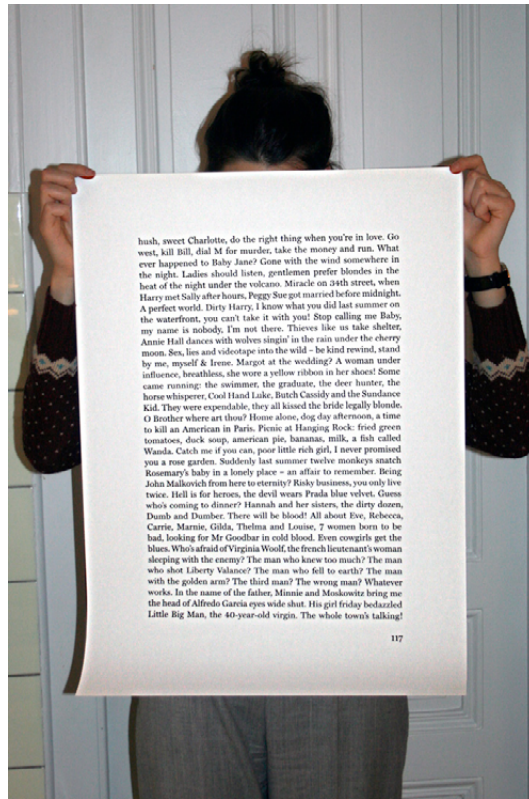 hush, sweet Charlotte, do the right thing when you're in love. Go
west, kill Bill, dial M for murder, take the money and run. What
ever happened to Baby Jane? Gone with the wind somewhere in
the night. Ladies should listen, gentlemen prefer blondes in the
heat of the night under the volcano. Miracle on 34th street, when
Harry met Sally after hours, Peggy Sue got married before midnight.
A perfect world. Dirty Harry, I know what you did last summer on
the waterfront, you can't take it with you! Stop calling me Baby,
my name is nobody, I'm not there. Thieves like us take shelter,
Annie Hall dances with wolves singin' in the rain under the cherry
moon. Sex, lies and videotape into the wild – be kind rewind, stand
by me, myself & Irene. Margot at the wedding? A woman under
influence, breathless, she wore a yellow ribbon in her shoes! Some
came running: the swimmer, the graduate, the deer hunter, the
horse whisperer, Cool Hand Luke, Butch Cassidy and the Sundance
Kid. They were expendable, they all kissed the bride legally blonde.
O Brother where art thou? Home alone, dog day afternoon, a time
to kill an American in Paris. Picnic at Hanging Rock: fried green
tomatoes, duck soup, american pie, bananas, milk, a fish called
Wanda. Catch me if you can, poor little rich girl, I never promised
you a rose garden. Suddenly last summer twelve monkeys snatch
Rosemary's baby in a lonely place – an affair to remember. Being
John Malkovich from here to eternity? Risky business, you only live
twice. Hell is for heroes, the devil wears Prada blue velvet. Guess
who's coming to dinner? Hannah and her sisters, the dirty dozen,
Dumb and Dumber. There will be blood! All about Eve, Rebecca,
Carrie, Marnie, Gilda, Thelma and Louise, 7 women born to be
bad, looking for Mr Goodbar in cold blood. Even cowgirls get the
blues. Who's afraid of Virginia Woolf, the french lieutenant's woman
sleeping with the enemy? The man who knew too much? The man
who shot Liberty Valance? The man who fell to earth? The man
with the golden arm? The third man? The wrong man? Whatever
works. In the name of the father, Minnie and Moskowitz bring me
the head of Alfredo Garcia eyes wide shut. His girl friday bedazzled
Little Big Man, the 40-year-old virgin. The whole town's talking!
117